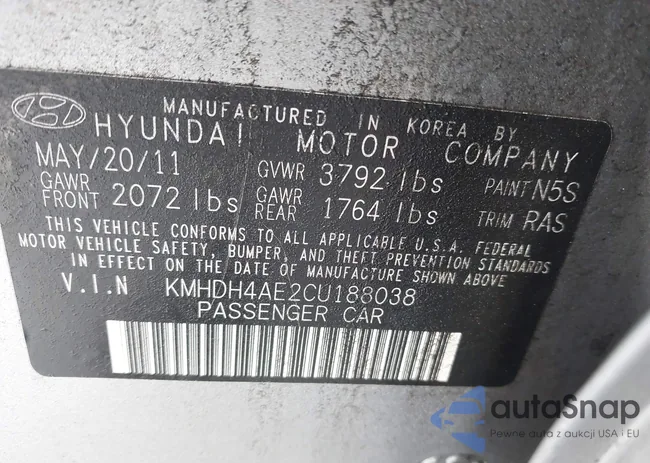 MANUFACTURED IN KOREA BY
HYUNDAI MOTOR COMPANY
MAY/20/11 GVWR 3792 lbs PAINT N5S
GAWR FRONT 2072 lbs GAWR REAR 1764 lbs TRIM RAS
THIS VEHICLE CONFORMS TO ALL APPLICABLE U.S.A. FEDERAL
MOTOR VEHICLE SAFETY, BUMPER, AND THEFT PREVENTION STANDARDS
IN EFFECT ON THE DATE OF MANUFACTURE SHOWN ABOVE
V.I.N KMHDH4AE2CU188038
PASSENGER CAR
autoSnap
Pewne auta z aukcji USA i EU